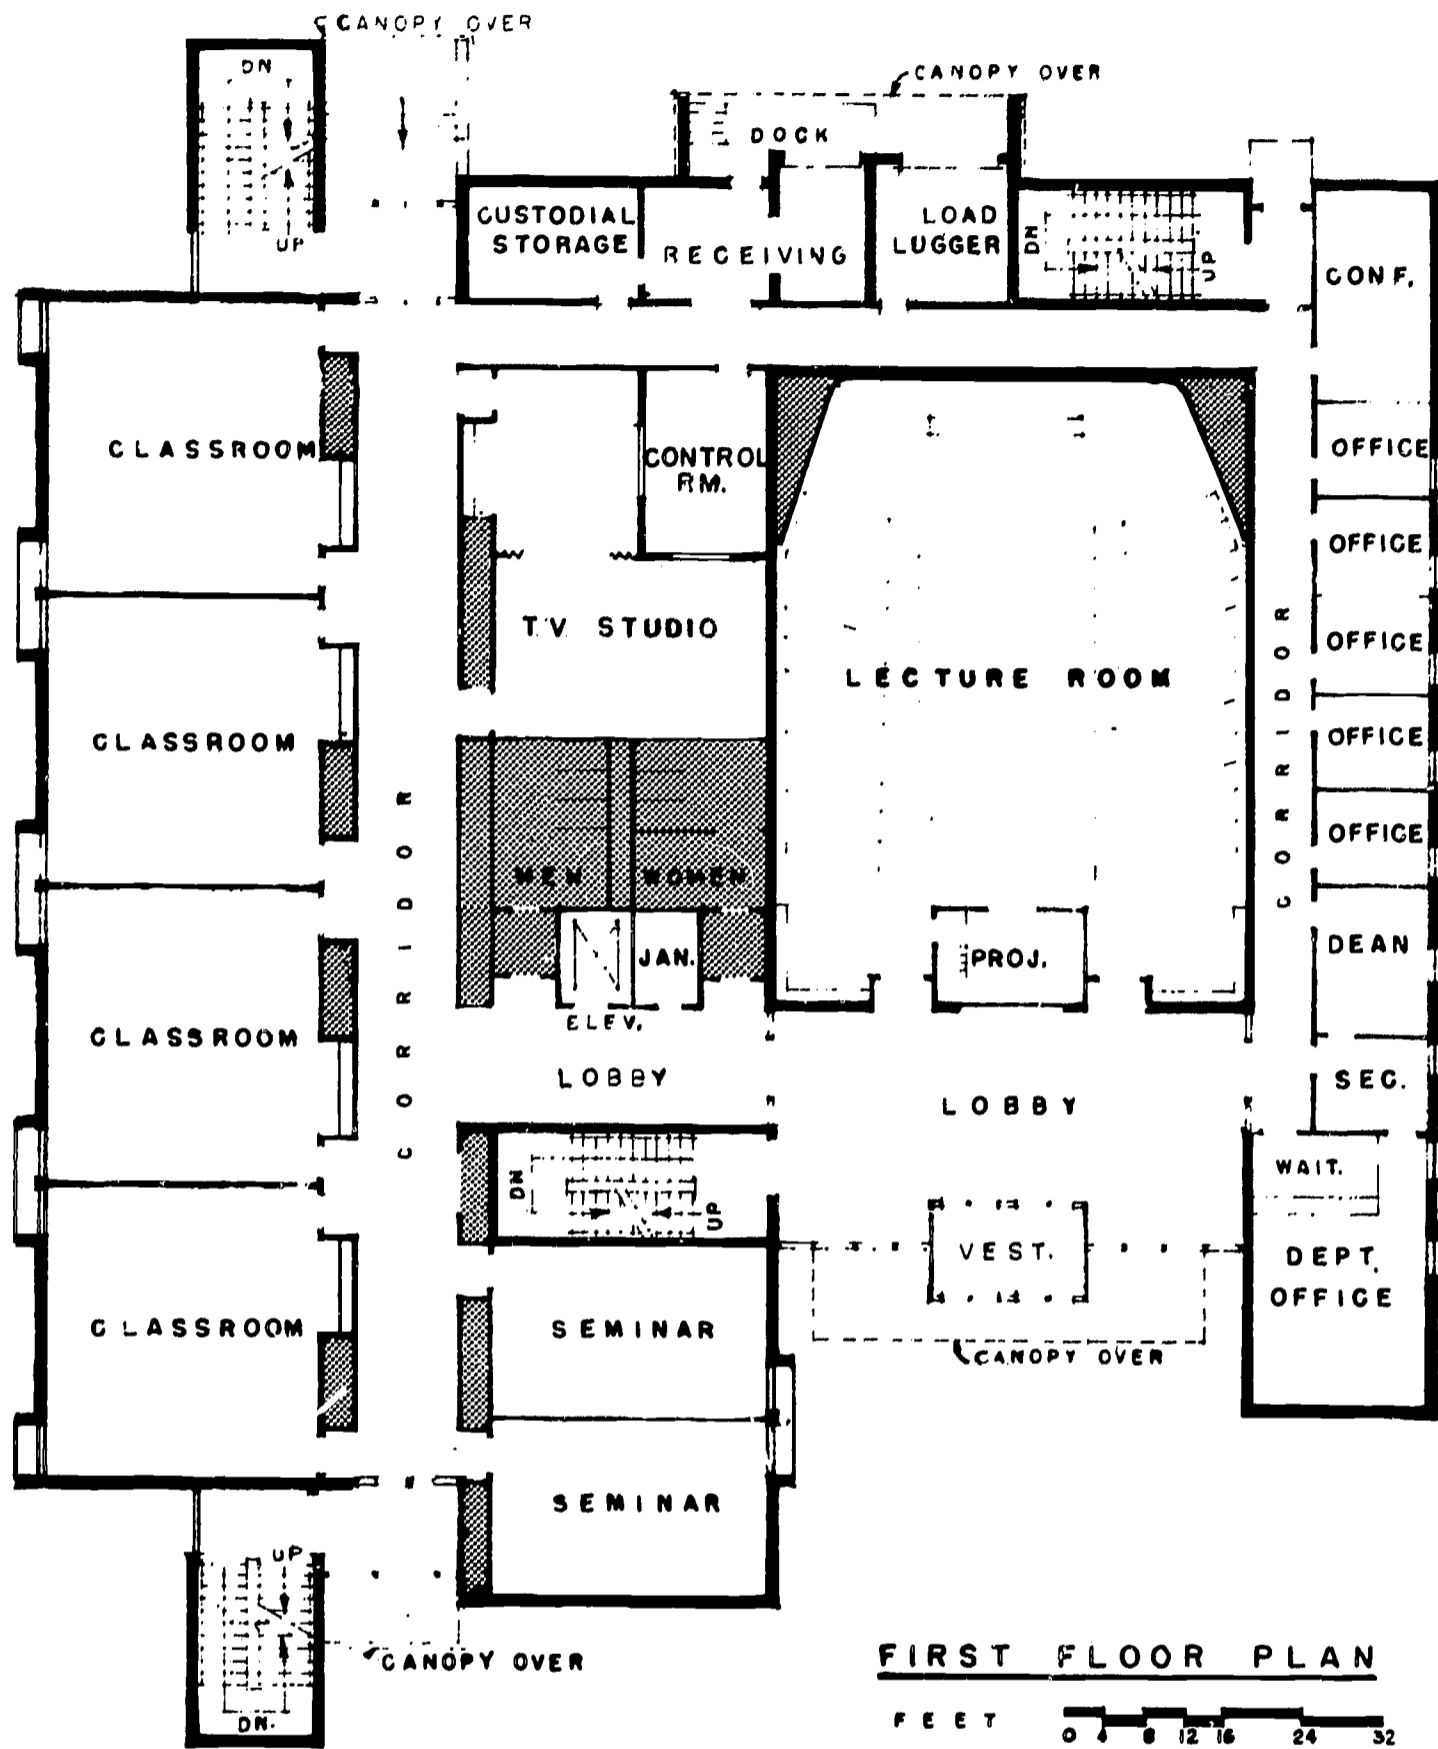 CANOPY OVER
DN
CANOPY OVER
DOCK
UP
CUSTODIAL
STORAGE
RECEIVING
LOAD
LUGGER
DN
UP
CONF.
CLASSROOM
CONTROL
RM.
OFFICE
OFFICE
T.V. STUDIO
OFFICE
LECTURE ROOM
CORRIDOR
CLASSROOM
OFFICE
CORRIDOR
OFFICE
MEN
WOMEN
DEAN
JAN.
PROJ.
CLASSROOM
ELEV.
LOBBY
SEC.
LOBBY
DN
UP
WAIT.
VEST.
DEPT.
OFFICE
CLASSROOM
SEMINAR
CANOPY OVER
SEMINAR
UP
CANOPY OVER
DN.
FIRST FLOOR PLAN
FEET
0 4 8 12 16 24 32